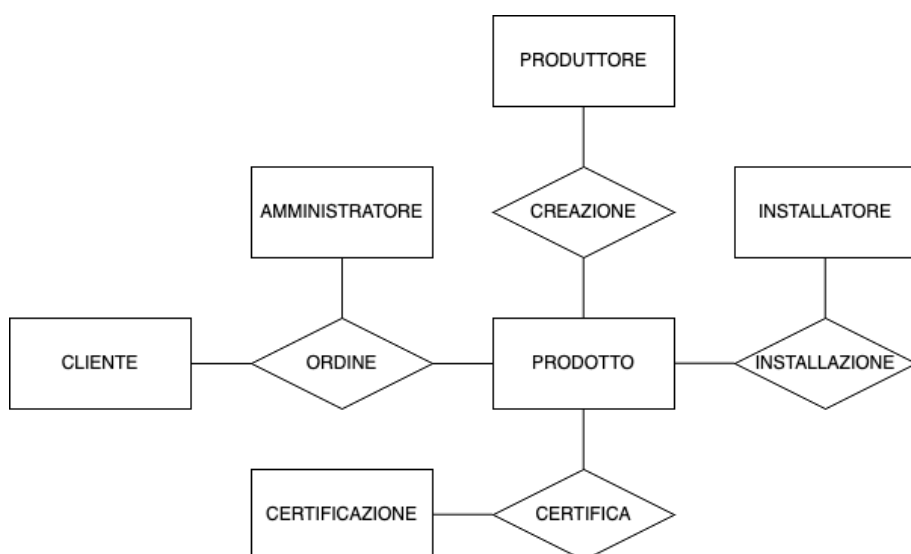 PRODUTTORE
AMMINISTRATORE
CREAZIONE
INSTALLATORE
CLIENTE
ORDINE
PRODOTTO
INSTALLAZIONE
CERTIFICAZIONE
CERTIFICA